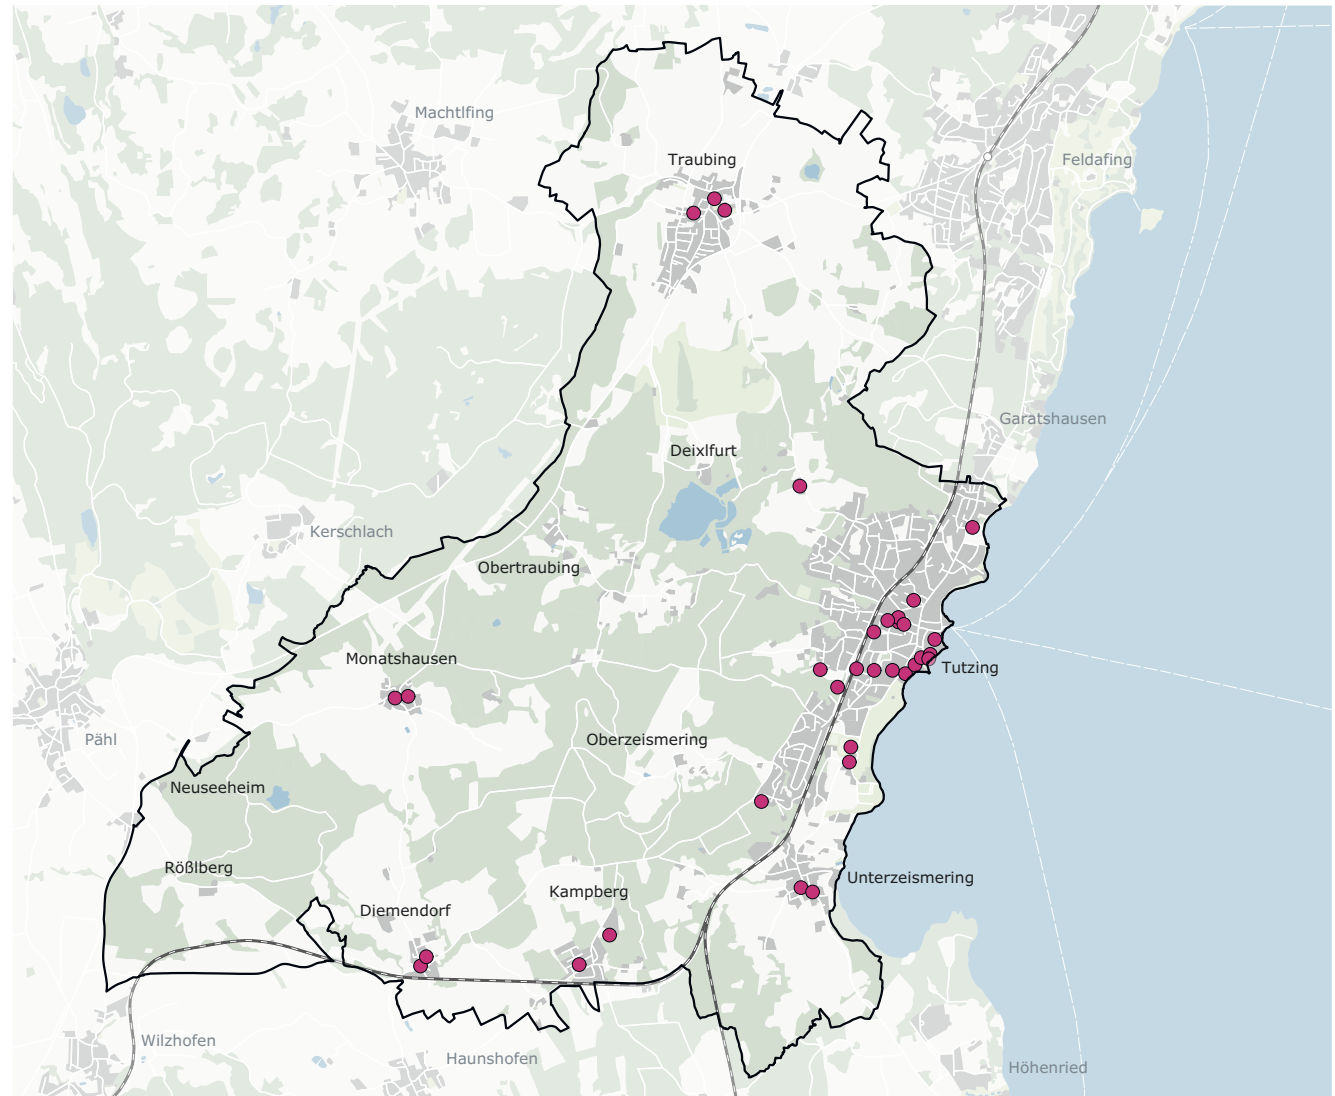 Machtlfing
Traubing
Feldafing
Garatshausen
Deixlfurt
Kerschlach
Obertraubing
Monatshausen
Tutzing
Pähl
Oberzeismering
Neuseeheim
Rößlberg
Unterzeismering
Kampberg
Diemendorf
Wilzhofen
Haunshofen
Höhenried